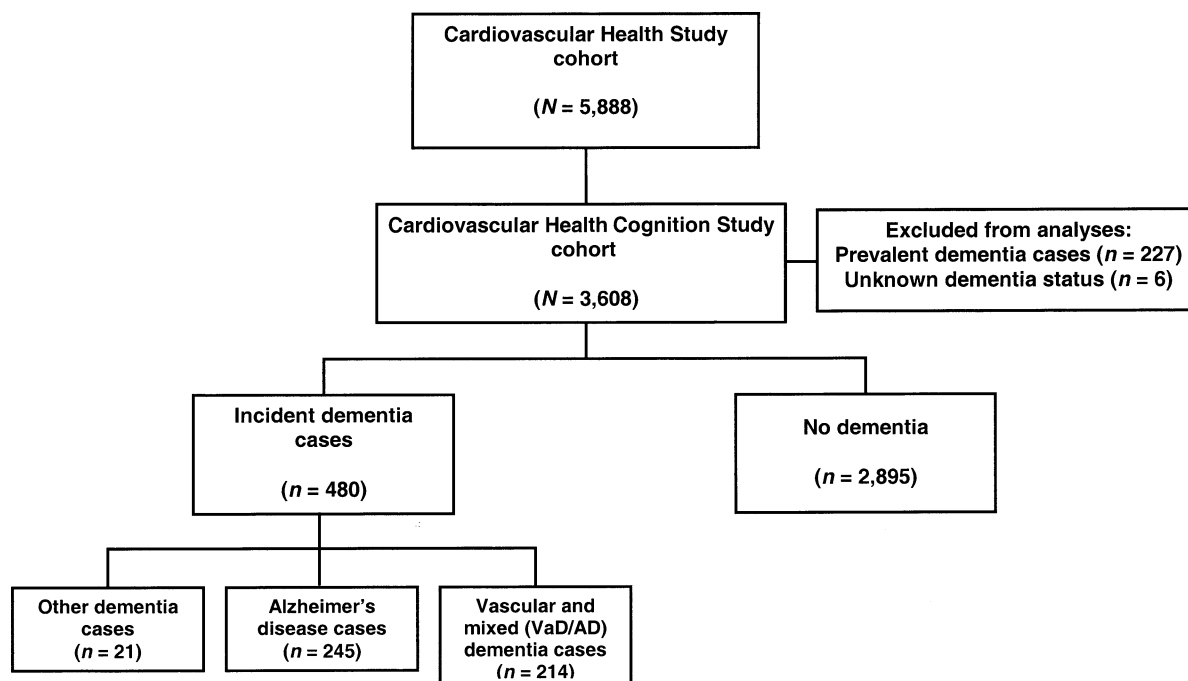 Cardiovascular Health Study
cohort
(N = 5,888)
Cardiovascular Health Cognition Study
cohort
(N = 3,608)
Excluded from analyses:
Prevalent dementia cases (n = 227)
Unknown dementia status (n = 6)
Incident dementia
cases
(n = 480)
No dementia
(n = 2,895)
Other dementia
cases
(n = 21)
Alzheimer's
disease cases
(n = 245)
Vascular and
mixed (VaD/AD)
dementia cases
(n = 214)